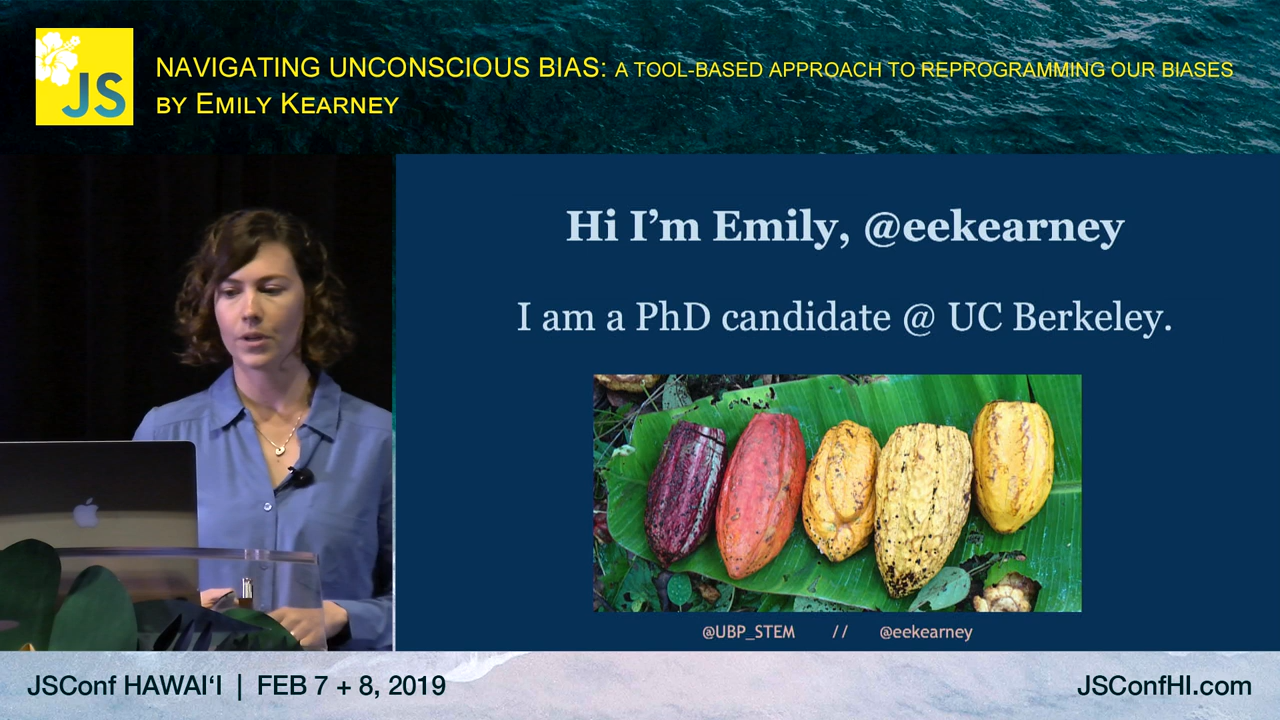 JS
NAVIGATING UNCONSCIOUS BIAS: A TOOL-BASED APPROACH TO REPROGRAMMING OUR BIASES
BY EMILY KEARNEY
Hi I’m Emily, @eekearney
I am a PhD candidate @ UC Berkeley.
@UBP_STEM // @eekearney
JSConf HAWAI‘I | FEB 7 + 8, 2019
JSConfHI.com